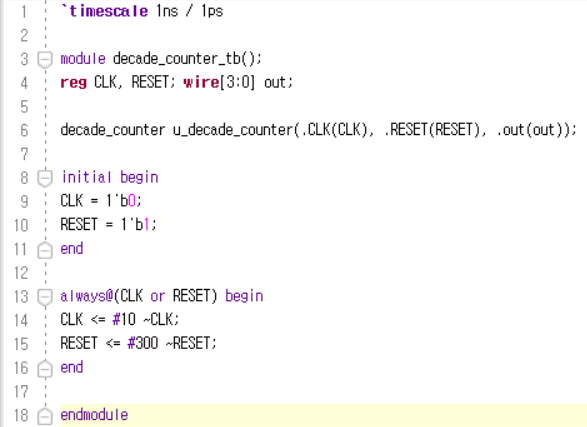 1 `timescale 1ns / 1ps
2
3 module decade_counter_tb();
4 reg CLK, RESET; wire[3:0] out;
5
6 decade_counter u_decade_counter(.CLK(CLK), .RESET(RESET), .out(out));
7
8 initial begin
9 CLK = 1'b0;
10 RESET = 1'b1;
11 end
12
13 always@(CLK or RESET) begin
14 CLK <= #10 ~CLK;
15 RESET <= #300 ~RESET;
16 end
17
18 endmodule